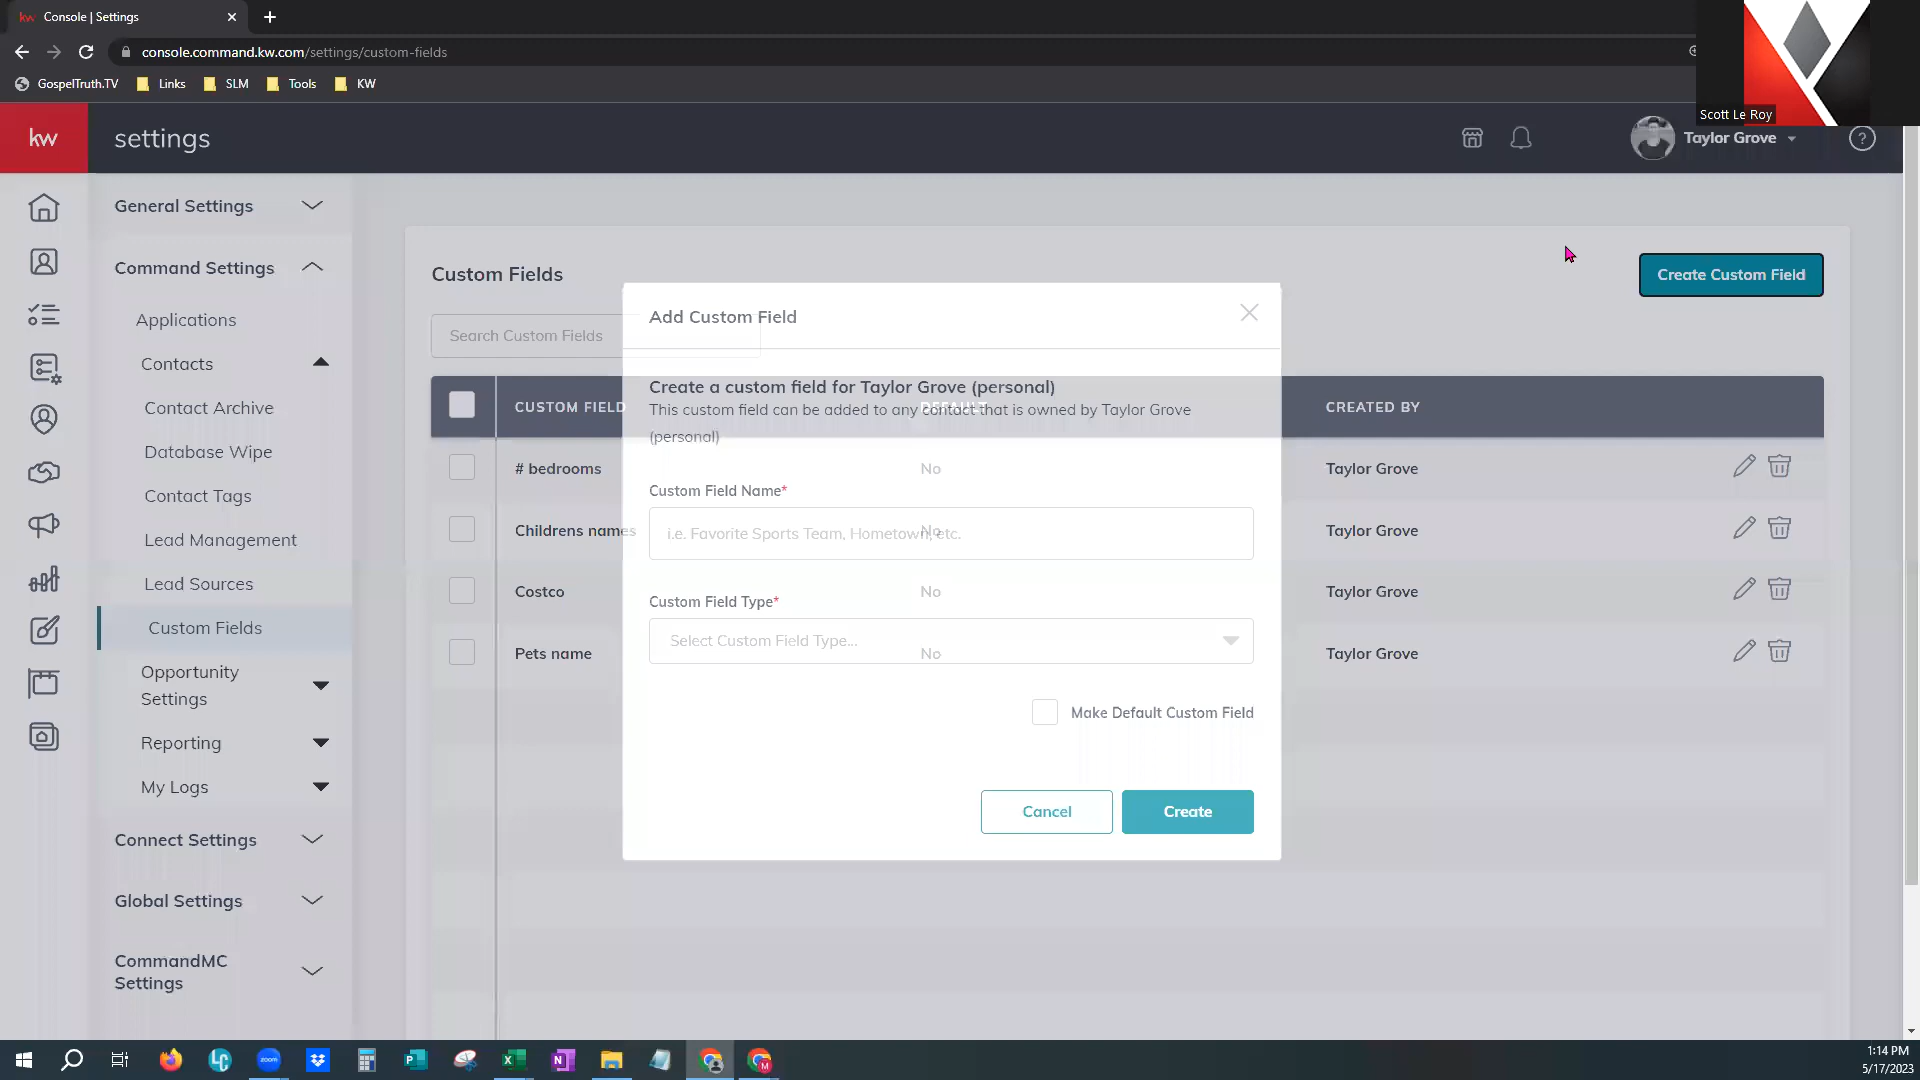 kw Console | Settings
console.command.kw.com/settings/custom-fields
GospelTruth.TV Links SLM Tools KW
Scott Le Roy
kw settings Taylor Grove ?
General Settings
Command Settings
Applications
Contacts
Contact Archive
Database Wipe
Contact Tags
Lead Management
Lead Sources
Custom Fields
Opportunity
Settings
Reporting
My Logs
Connect Settings
Global Settings
CommandMC
Settings
Custom Fields
Create Custom Field
Search Custom Fields
CUSTOM FIELD DEFAULT CREATED BY
# bedrooms No Taylor Grove
Childrens names No Taylor Grove
Costco No Taylor Grove
Pets name No Taylor Grove
Add Custom Field
Create a custom field for Taylor Grove (personal)
This custom field can be added to any contact that is owned by Taylor Grove
(personal)
Custom Field Name*
i.e. Favorite Sports Team, Hometown, etc.
Custom Field Type*
Select Custom Field Type...
Make Default Custom Field
Cancel Create
LC zoom P X N M
1:14 PM
5/17/2023